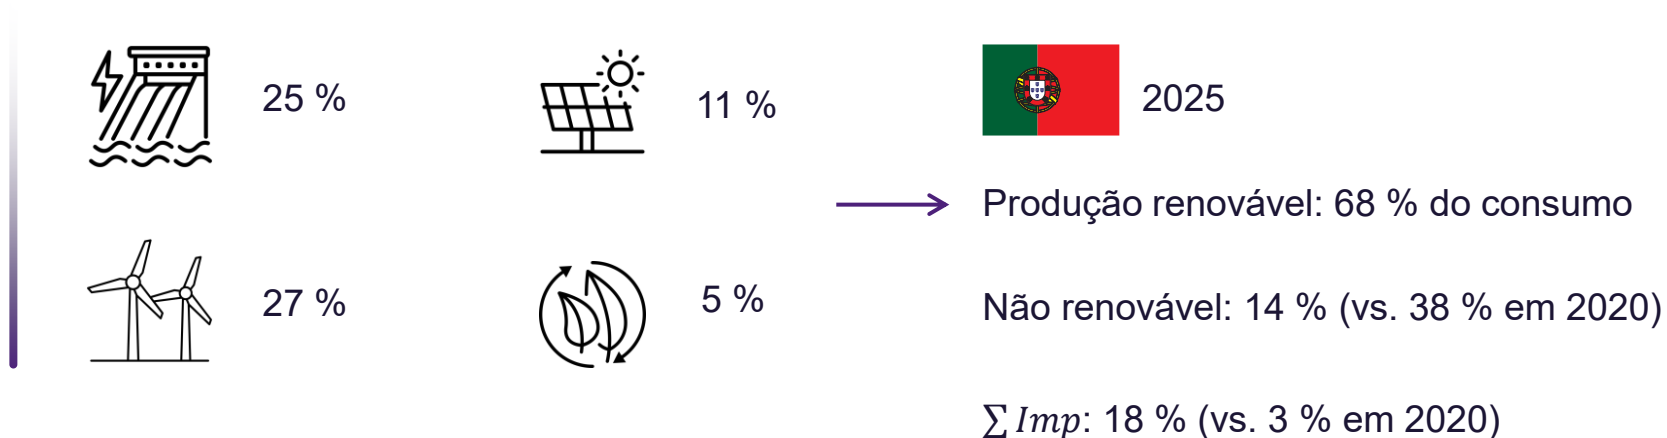 25 %
11 %
2025
27 %
5 %
Produção renovável: 68 % do consumo
Não renovável: 14 % (vs. 38 % em 2020)
∑ Imp: 18 % (vs. 3 % em 2020)